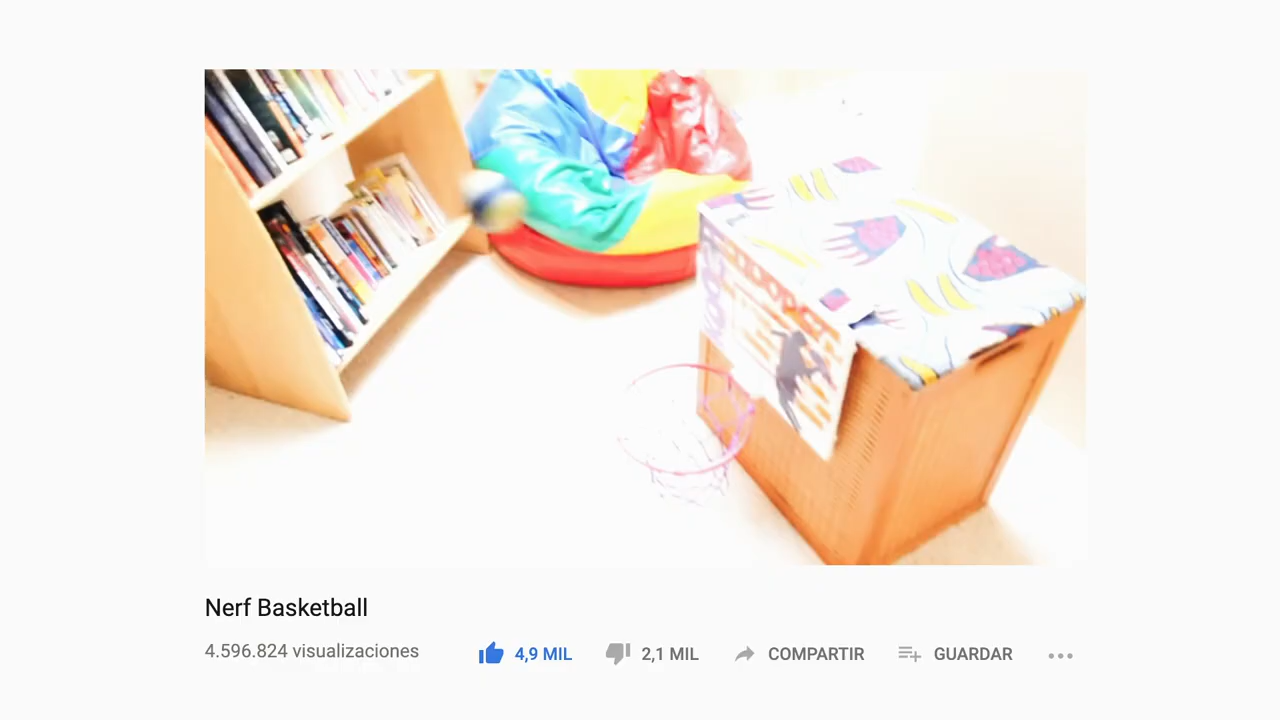 Nerf Basketball
4.596.824 visualizaciones
4,9 MIL
2,1 MIL
COMPARTIR
GUARDAR